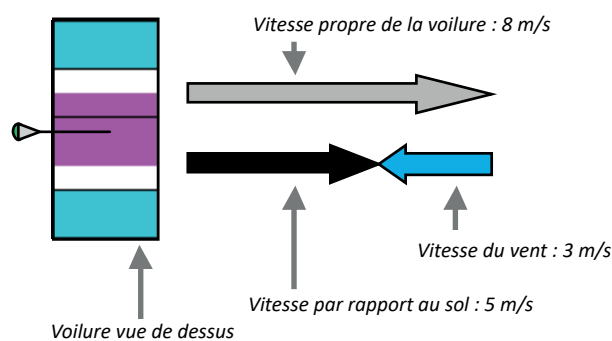 Vitesse propre de la voilure : 8 m/s
Vitesse du vent : 3 m/s
Vitesse par rapport au sol : 5 m/s
Voilure vue de dessus